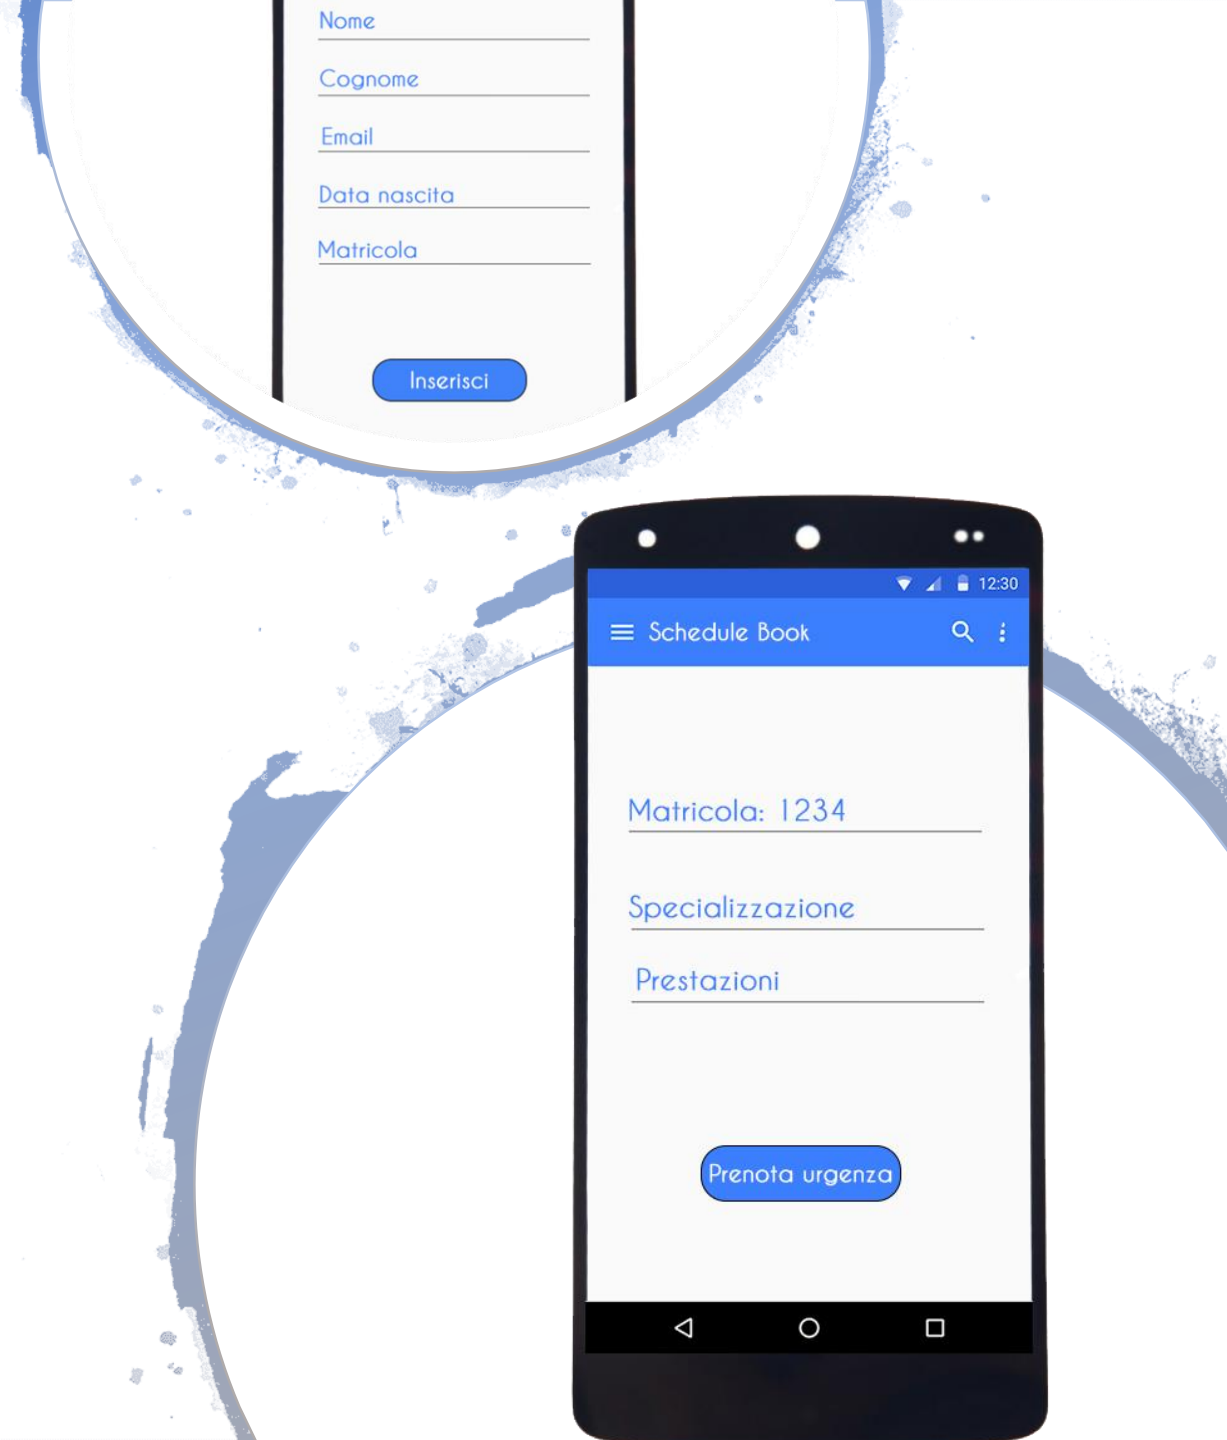 Nome
Cognome
Email
Data nascita
Matricola
Inserisci
12:30
Schedule Book
Matricola: 1234
Specializzazione
Prestazioni
Prenota urgenza